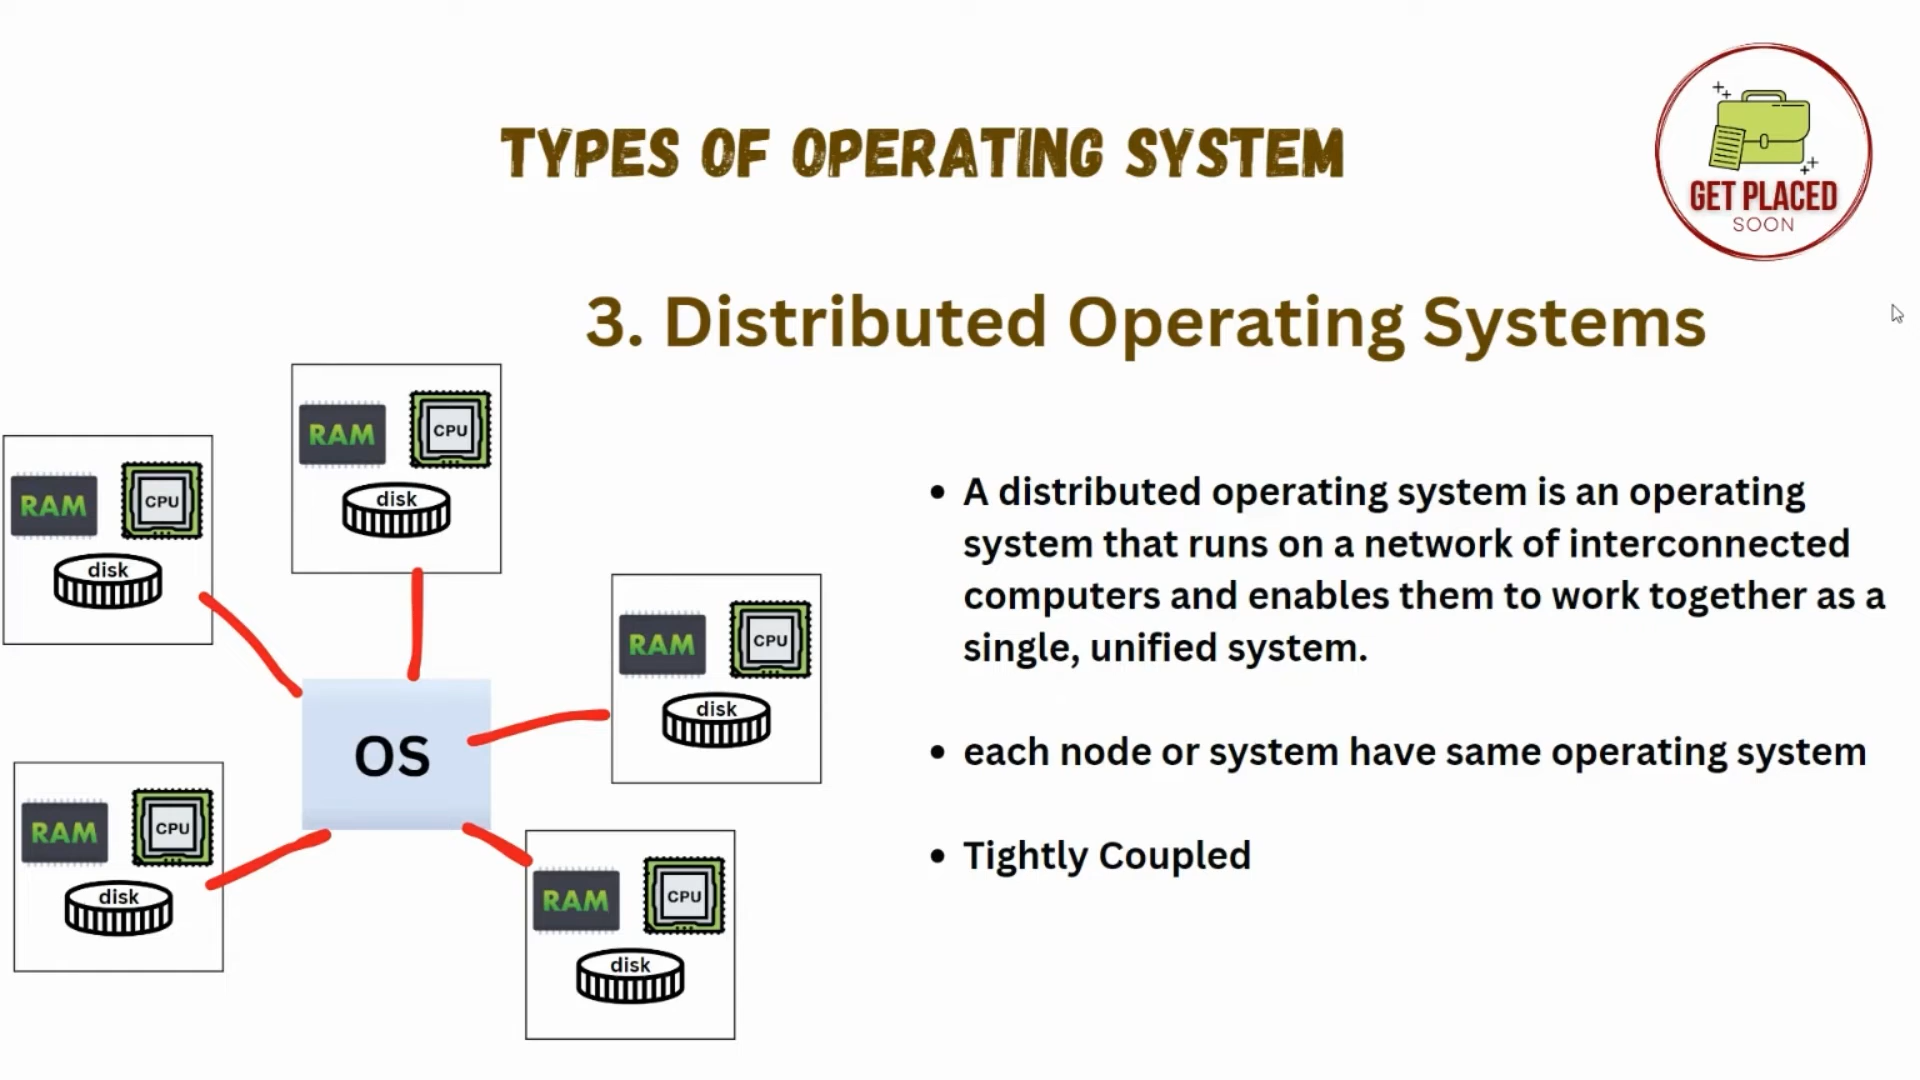 TYPES OF OPERATING SYSTEM
GET PLACED
SOON
3. Distributed Operating Systems
RAM
CPU
disk
RAM
CPU
disk
RAM
CPU
disk
OS
RAM
CPU
disk
RAM
CPU
disk
• A distributed operating system is an operating
system that runs on a network of interconnected
computers and enables them to work together as a
single, unified system.
• each node or system have same operating system
• Tightly Coupled